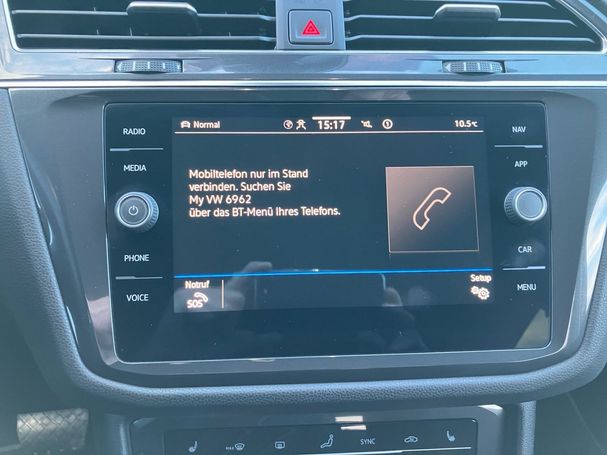 RADIO
MEDIA
PHONE
VOICE
Normal
15:17
10.5°C
Mobiltelefon nur im Stand
verbinden. Suchen Sie
My VW 6962
über das BT-Menü Ihres Telefons.
Notruf
SOS
Setup
NAV
APP
CAR
MENU
MAX
SYNC